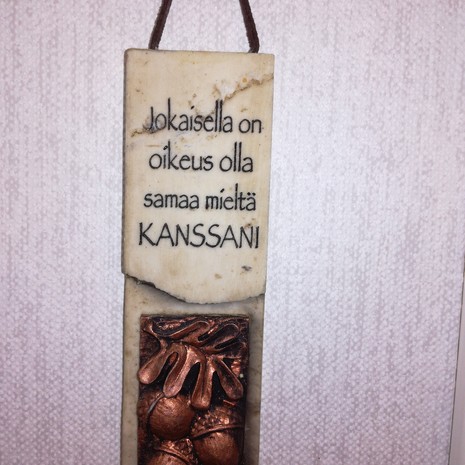 Jokaisella on
oikeus olla
samaa mieltä
KANSSANI